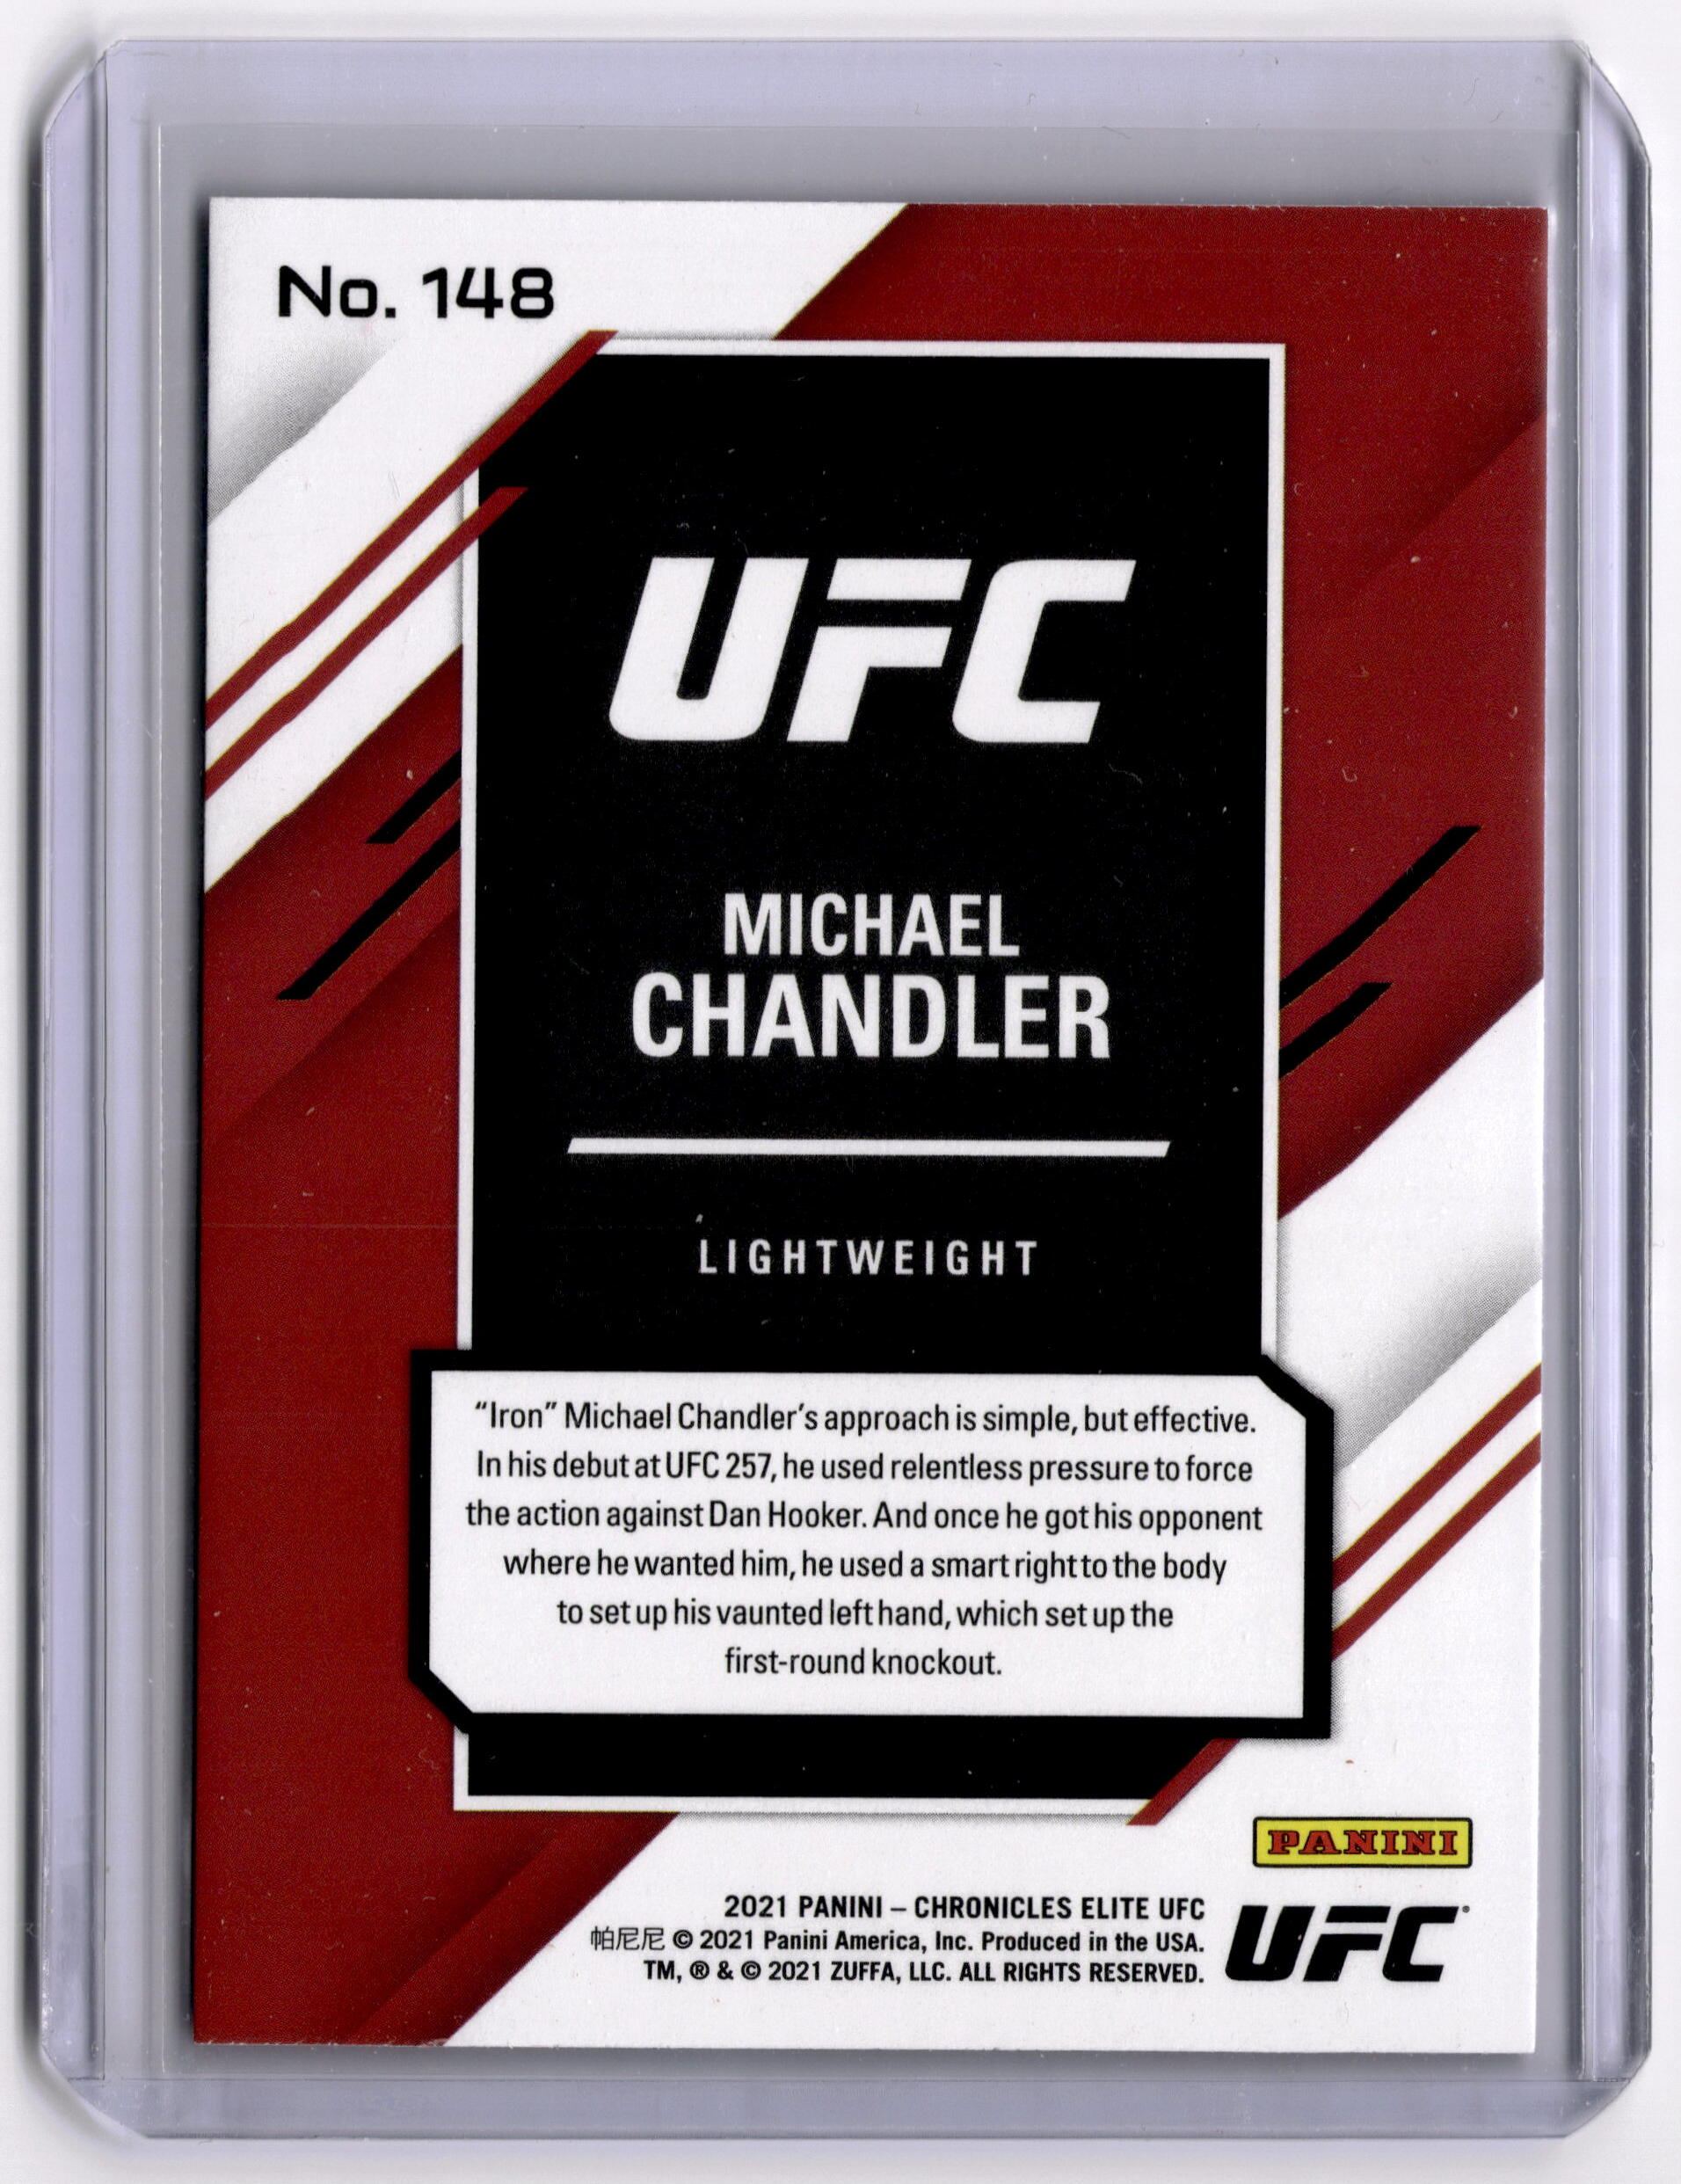 No. 148
UFC
MICHAEL
CHANDLER
LIGHTWEIGHT
“Iron” Michael Chandler’s approach is simple, but effective.
In his debut at UFC 257, he used relentless pressure to force
the action against Dan Hooker. And once he got his opponent
where he wanted him, he used a smart right to the body
to set up his vaunted left hand, which set up the
first-round knockout.
PANINI
2021 PANINI – CHRONICLES ELITE UFC
帕尼尼 © 2021 Panini America, Inc. Produced in the USA.
TM, ® & © 2021 ZUFFA, LLC. ALL RIGHTS RESERVED.
UFC®